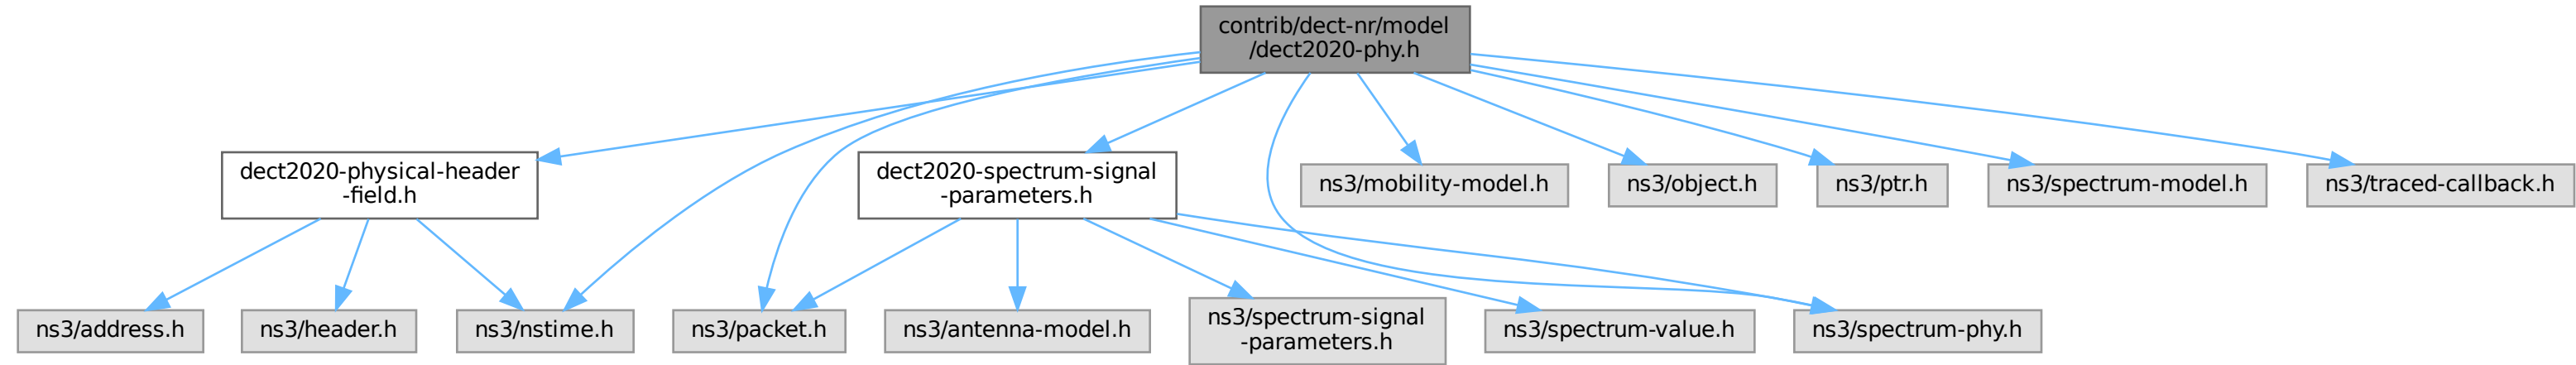 contrib/dect-nr/model
/dect2020-phy.h
dect2020-physical-header
-field.h
dect2020-spectrum-signal
-parameters.h
ns3/mobility-model.h
ns3/object.h
ns3/ptr.h
ns3/spectrum-model.h
ns3/traced-callback.h
ns3/address.h
ns3/header.h
ns3/nstime.h
ns3/packet.h
ns3/antenna-model.h
ns3/spectrum-signal
-parameters.h
ns3/spectrum-value.h
ns3/spectrum-phy.h